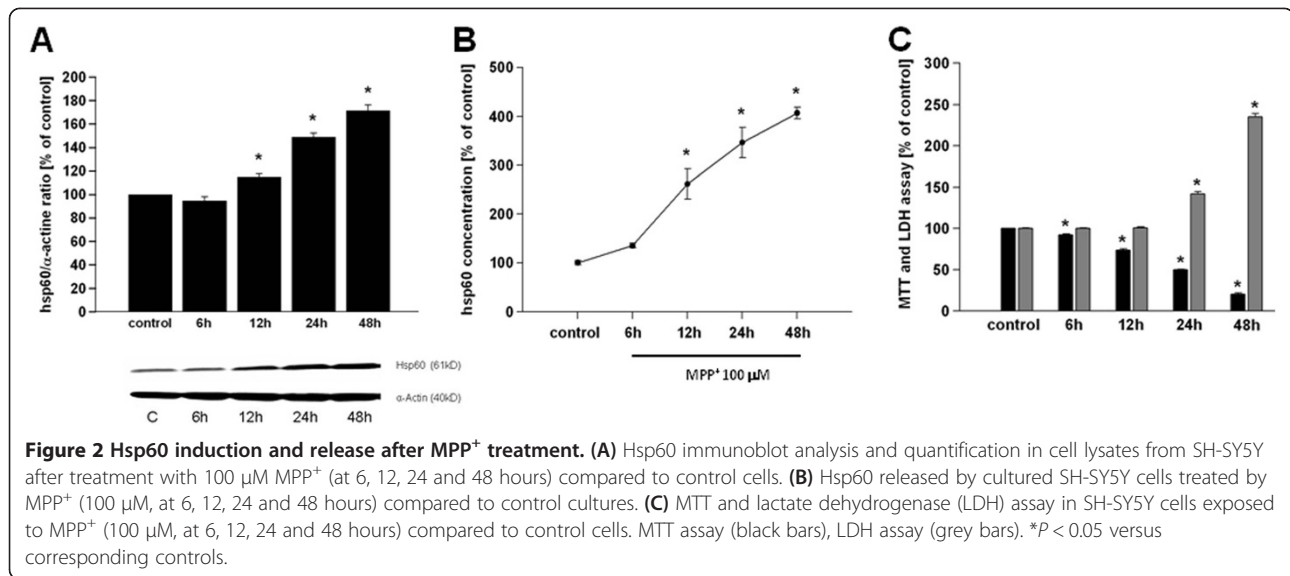 A
hsp60/α-actine ratio [% of control]
200
180
160
140
120
100
80
60
40
20
0
*
*
*
control 6h 12h 24h 48h
Hsp60 (61kD)
α-Actin (40kD)
C 6h 12h 24h 48h
B
hsp60 concentration [% of control]
500
400
300
200
100
0
*
*
*
control 6h 12h 24h 48h
MPP+ 100 μM
C
MTT and LDH assay [% of control]
300
250
200
150
100
50
0
*
*
*
*
*
*
control 6h 12h 24h 48h
Figure 2 Hsp60 induction and release after MPP+ treatment. (A) Hsp60 immunoblot analysis and quantification in cell lysates from SH-SY5Y
after treatment with 100 μM MPP+ (at 6, 12, 24 and 48 hours) compared to control cells. (B) Hsp60 released by cultured SH-SY5Y cells treated by
MPP+ (100 μM, at 6, 12, 24 and 48 hours) compared to control cultures. (C) MTT and lactate dehydrogenase (LDH) assay in SH-SY5Y cells exposed
to MPP+ (100 μM, at 6, 12, 24 and 48 hours) compared to control cells. MTT assay (black bars), LDH assay (grey bars). *P < 0.05 versus
corresponding controls.